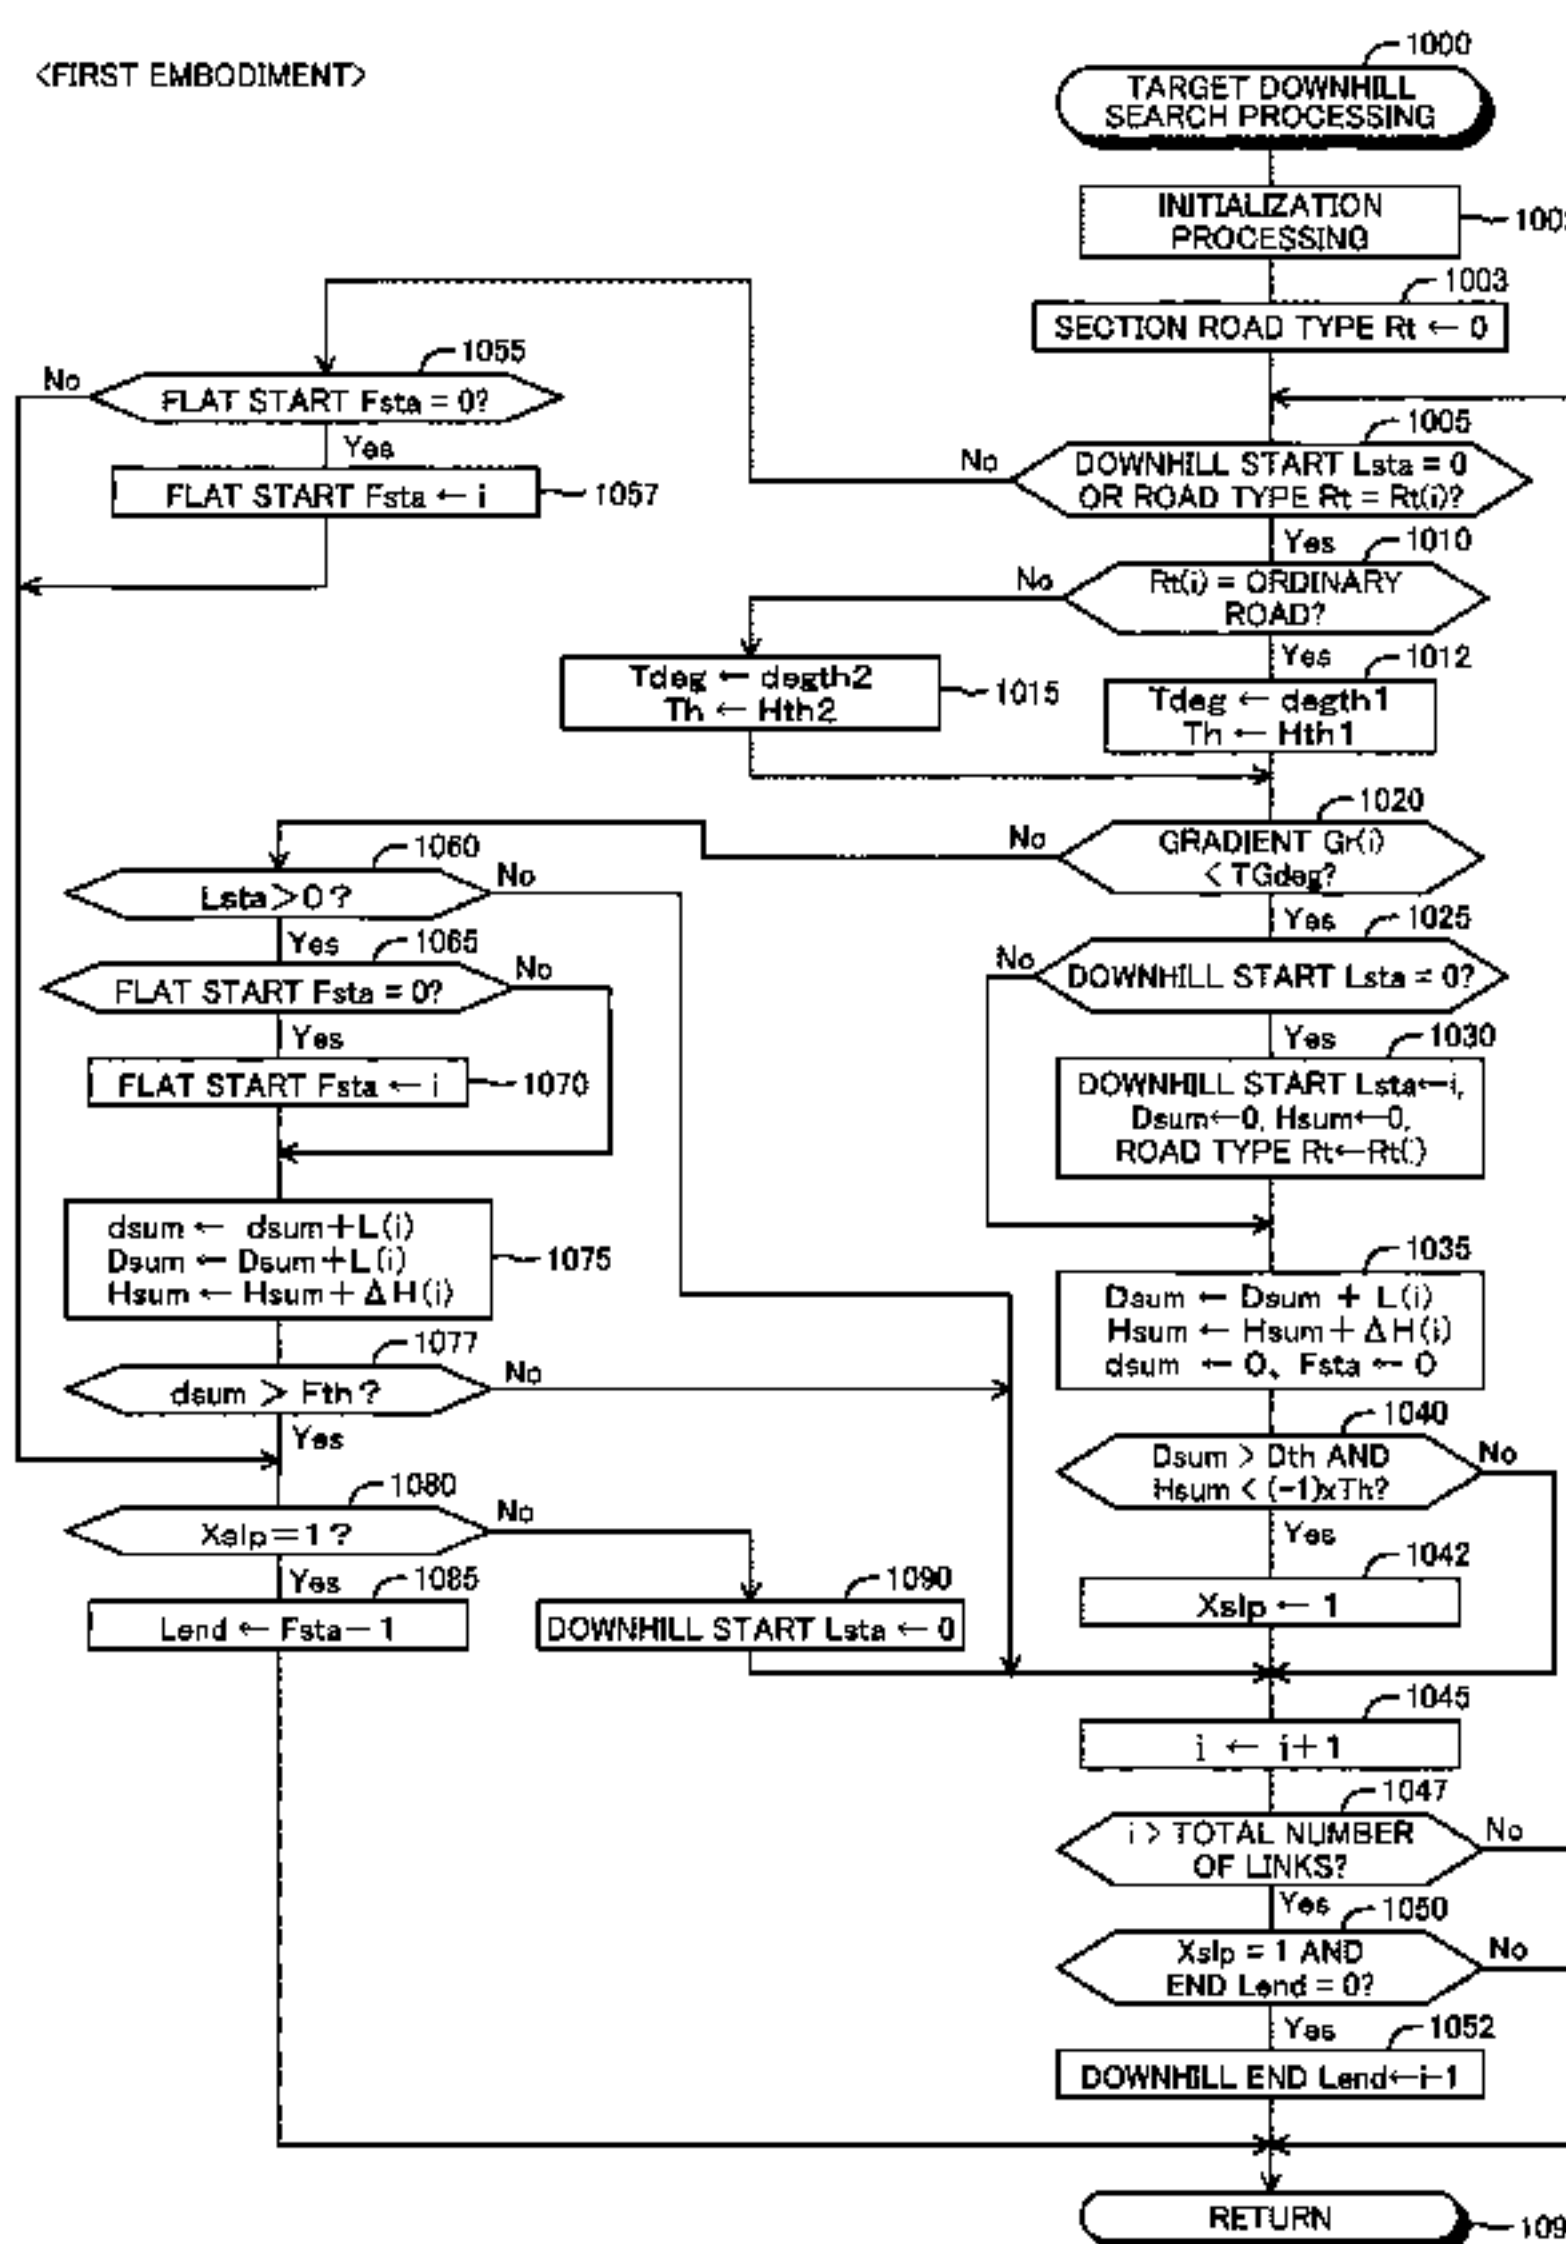 <FIRST EMBODIMENT>
1000
TARGET DOWNHILL
SEARCH PROCESSING
INITIALIZATION
PROCESSING
1003
SECTION ROAD TYPE Rt ← 0
1055
No
FLAT START Fsta = 0?
Yes
FLAT START Fsta ← i
1057
1005
No
DOWNHILL START Lsta = 0
OR ROAD TYPE Rt = Rt(i)?
Yes
1010
No
Rt(i) = ORDINARY
ROAD?
Yes
1012
Tdeg ← degth2
Th ← Hth2
1015
Tdeg ← degth1
Th ← Hth1
1020
No
GRADIENT Gr(i)
< TGdeg?
Yes
1060
No
Lsta > 0?
Yes
1065
No
FLAT START Fsta = 0?
Yes
FLAT START Fsta ← i
1070
1025
No
DOWNHILL START Lsta = 0?
Yes
1030
DOWNHILL START Lsta←i,
Dsum←0, Hsum←0,
ROAD TYPE Rt←Rt(i)
dsum ← dsum+L(i)
Dsum ← Dsum+L(i)
Hsum ← Hsum+ΔH(i)
1075
1035
Dsum ← Dsum + L(i)
Hsum ← Hsum+ΔH(i)
dsum ← 0, Fsta ← 0
1077
No
dsum > Fth?
Yes
1040
No
Dsum > Dth AND
Hsum < (-1)xTh?
Yes
1080
No
Xslp=1?
Yes
1085
Lend ← Fsta-1
1090
DOWNHILL START Lsta ← 0
1042
Xslp ← 1
1045
i ← i+1
1047
No
i > TOTAL NUMBER
OF LINKS?
Yes
1050
No
Xslp = 1 AND
END Lend = 0?
Yes
1052
DOWNHILL END Lend←i-1
RETURN